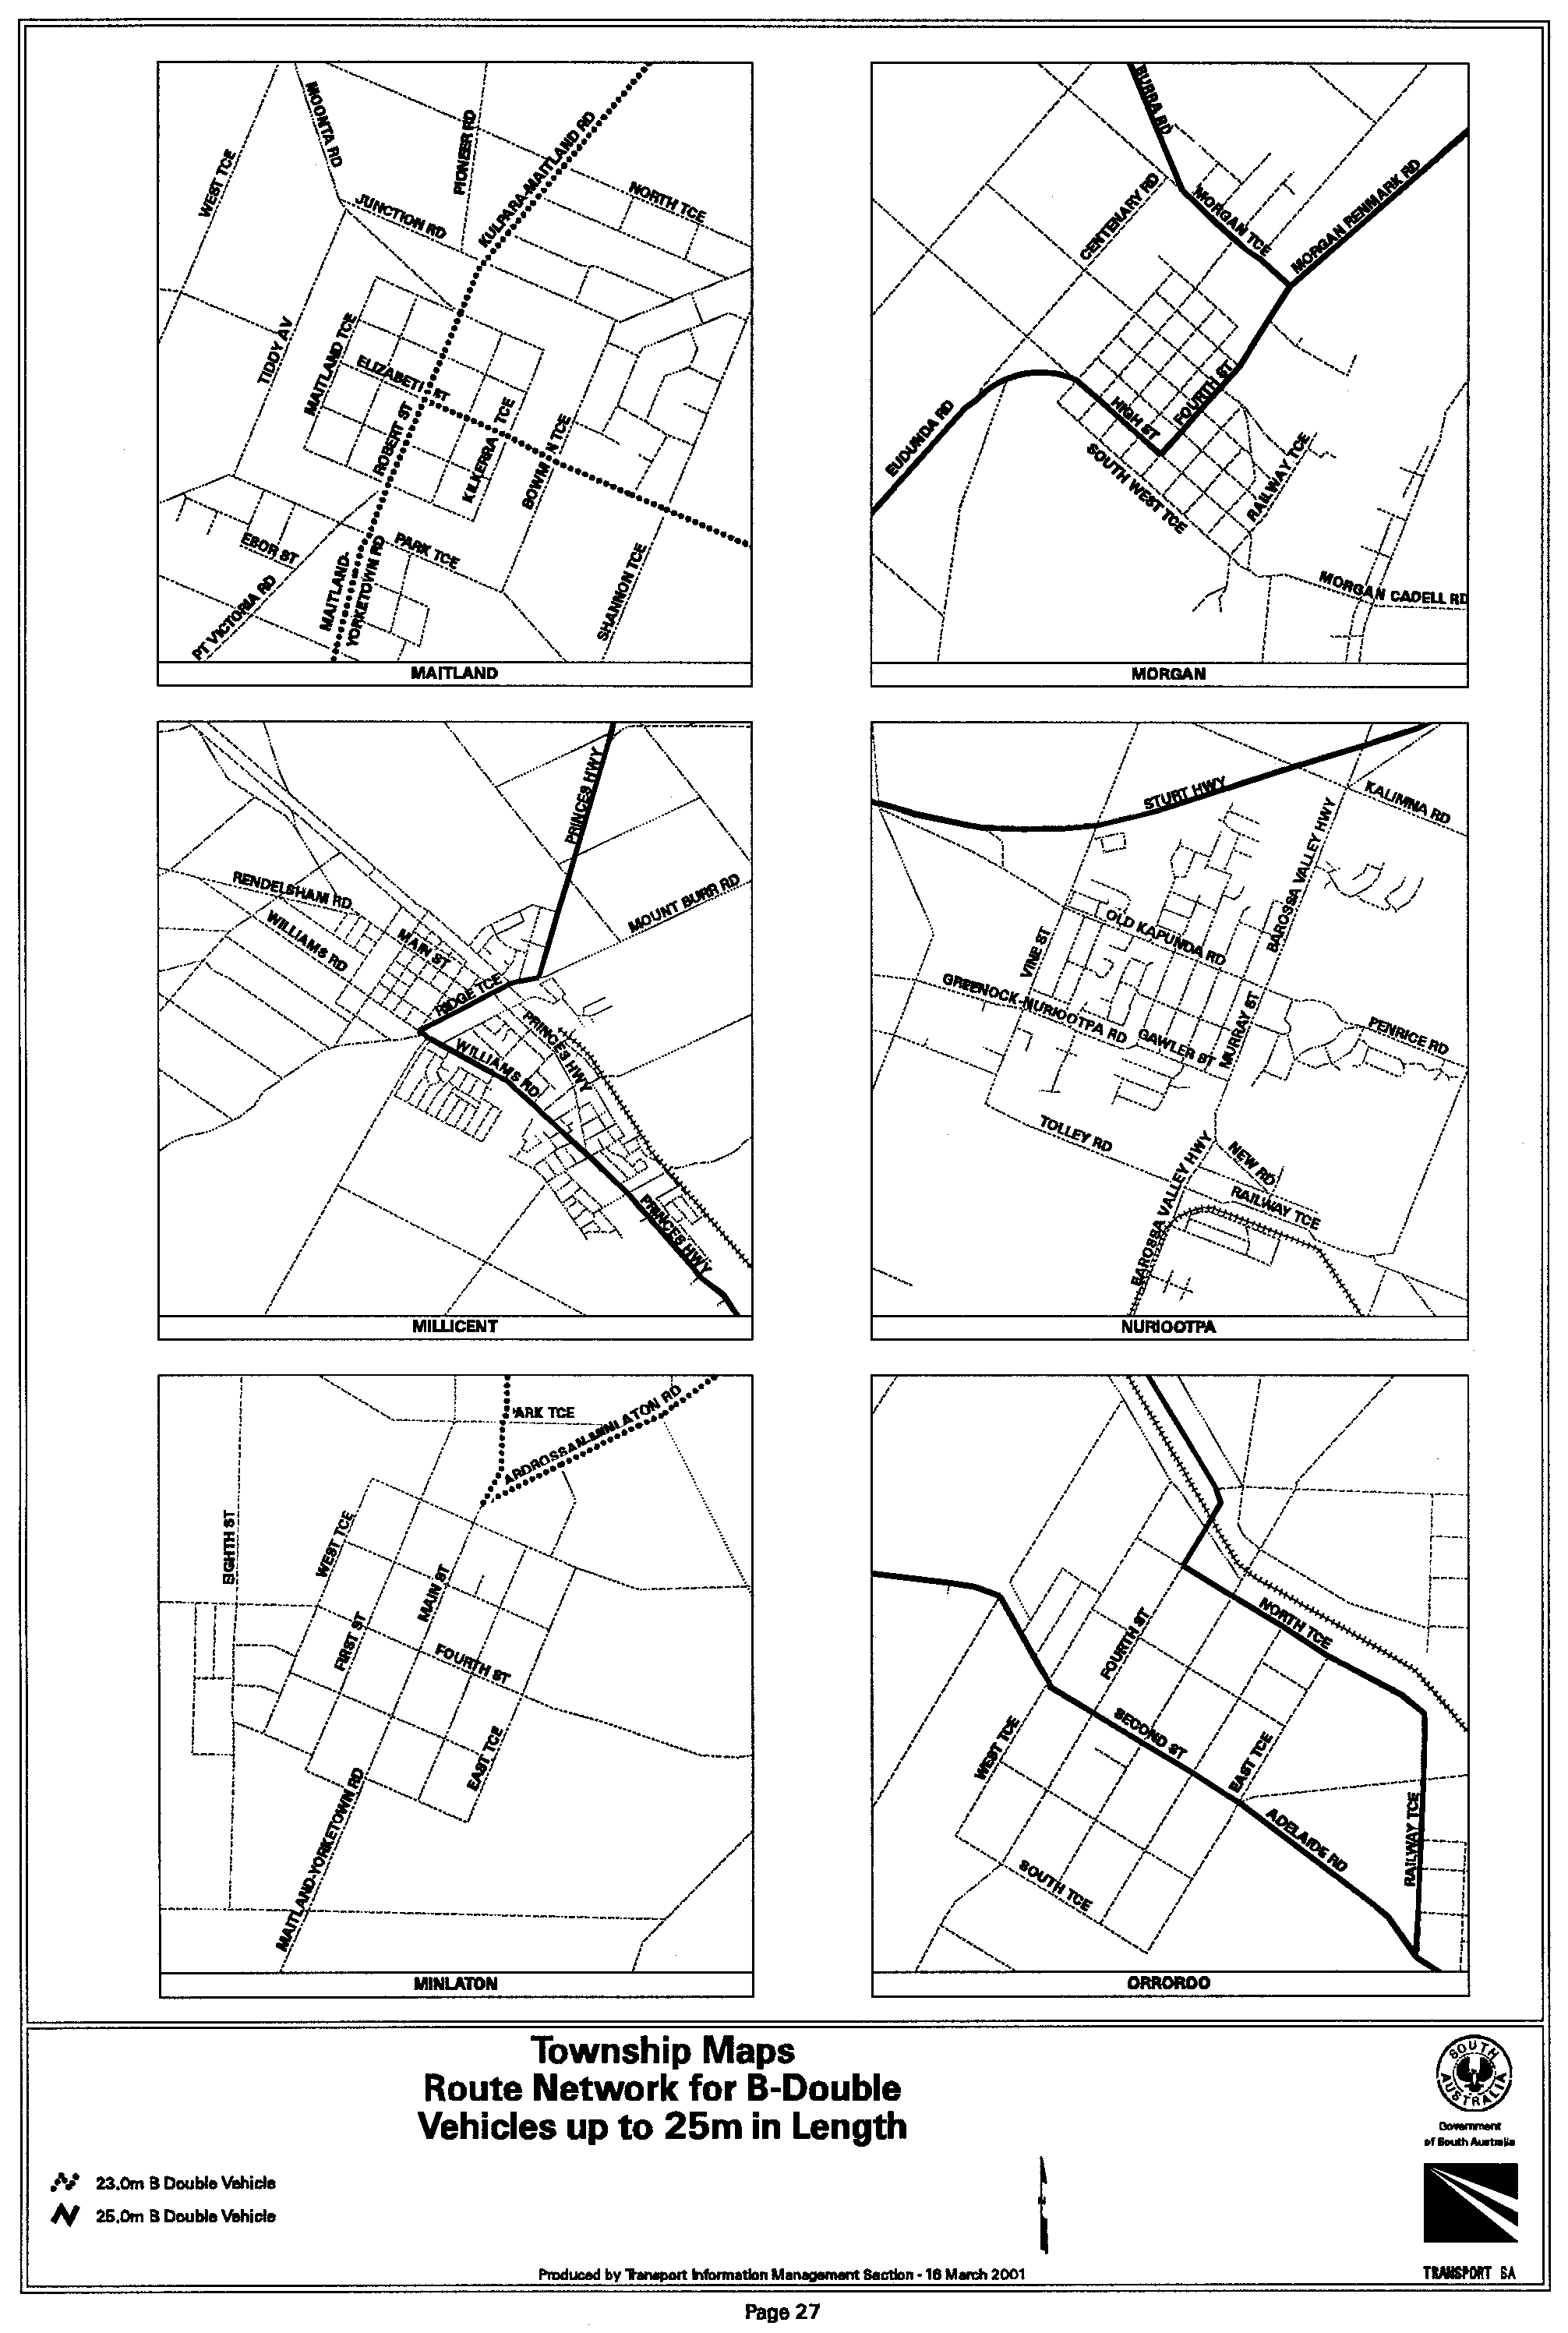 MOONTA RD
PIONEER RD
KULPARA-MAITLAND RD
WEST TCE
NORTH TCE
JUNCTION RD
TIDDY AV
MAITLAND TCE
ROBERT ST
KILKERRA TCE
EBOR ST
PARK TCE
PT VICTORIA RD
MAITLAND-
YORKETOWN RD
SHANNON TCE
MAITLAND
BURRA RD
CENTENARY RD
MORGAN TCE
MORGAN RENMARK RD
EUDUNDA RD
HIGH ST
FOURTH ST
SOUTH WEST TCE
RAILWAY TCE
MORGAN CADELL RD
MORGAN
PRINCES HWY
RENDELSHAM RD
WILLIAMS RD
MAIN ST
MOUNT BURR RD
RIDGE TCE
PRINCES HWY
WILLIAMS RD
PRINCES HWY
MILLICENT
STURT HWY
KALIMNA RD
BAROSSA VALLEY HWY
OLD KAPUNDA RD
VINE ST
GREENOCK-NURIOOTPA RD
GAWLER ST
MURRAY ST
PENRICE RD
TOLLEY RD
BAROSSA VALLEY HWY
NEW RD
RAILWAY TCE
NURIOOTPA
PARK TCE
ARDROSSAN-MINLATON RD
EIGHTH ST
WEST TCE
MAIN ST
FIRST ST
FOURTH ST
EAST TCE
MAITLAND-YORKETOWN RD
MINLATON
NORTH TCE
FOURTH ST
SECOND ST
WEST TCE
EAST TCE
ADELAIDE RD
RAILWAY TCE
SOUTH TCE
ORROROO
Township Maps
Route Network for B-Double
Vehicles up to 25m in Length
23.0m B Double Vehicle
25.0m B Double Vehicle
SOUTH
AUSTRALIA
Government
of South Australia
TRANSPORT SA
Produced by Transport Information Management Section - 16 March 2001
Page 27